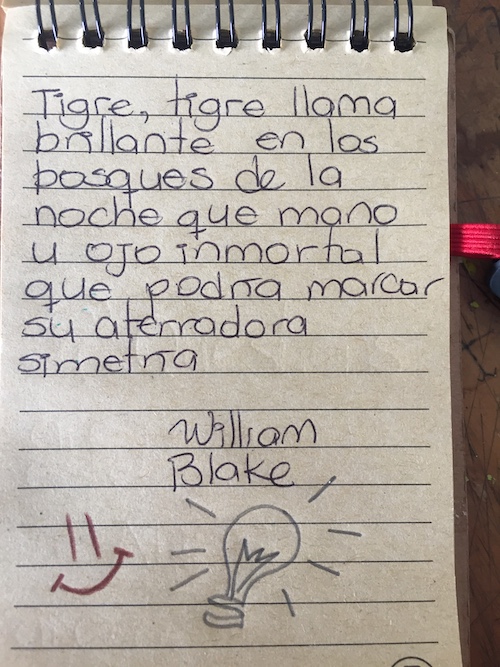 Tigre, tigre llama
brillante en los
bosques de la
noche que mano
u ojo inmortal
que podria marcar
su aterradora
simetria
William
Blake